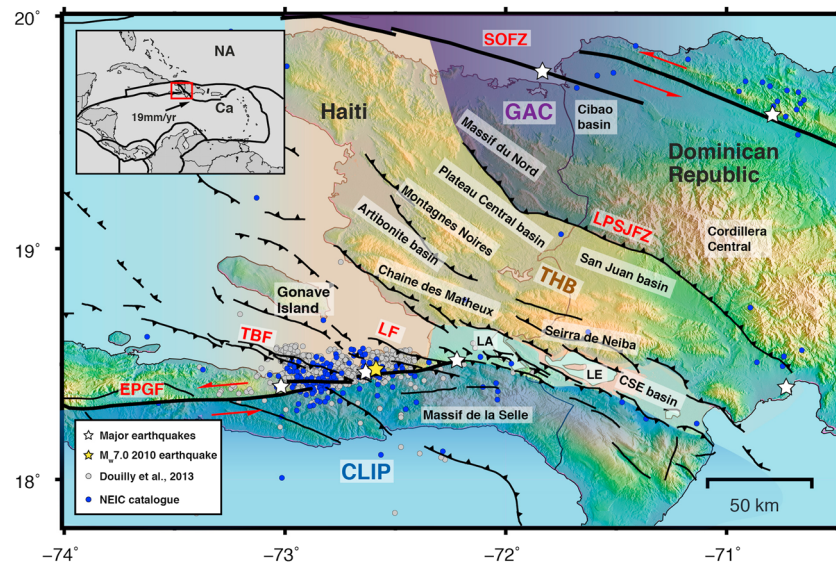 20°
19°
18°
−74
−73
−72
−71
NA
Ca
19mm/yr
SOFZ
Haiti
GAC
Cibao
basin
Massif du Nord
Dominican
Republic
Plateau Central basin
Montagnes Noires
Artibonite basin
LPSJFZ
Cordillera
Central
San Juan basin
THB
Chaine des Matheux
Gonave
Island
TBF
LF
LA
Seirra de Neiba
LE
CSE basin
EPGF
Massif de la Selle
CLIP
Major earthquakes
Mw7.0 2010 earthquake
Douilly et al., 2013
NEIC catalogue
50 km